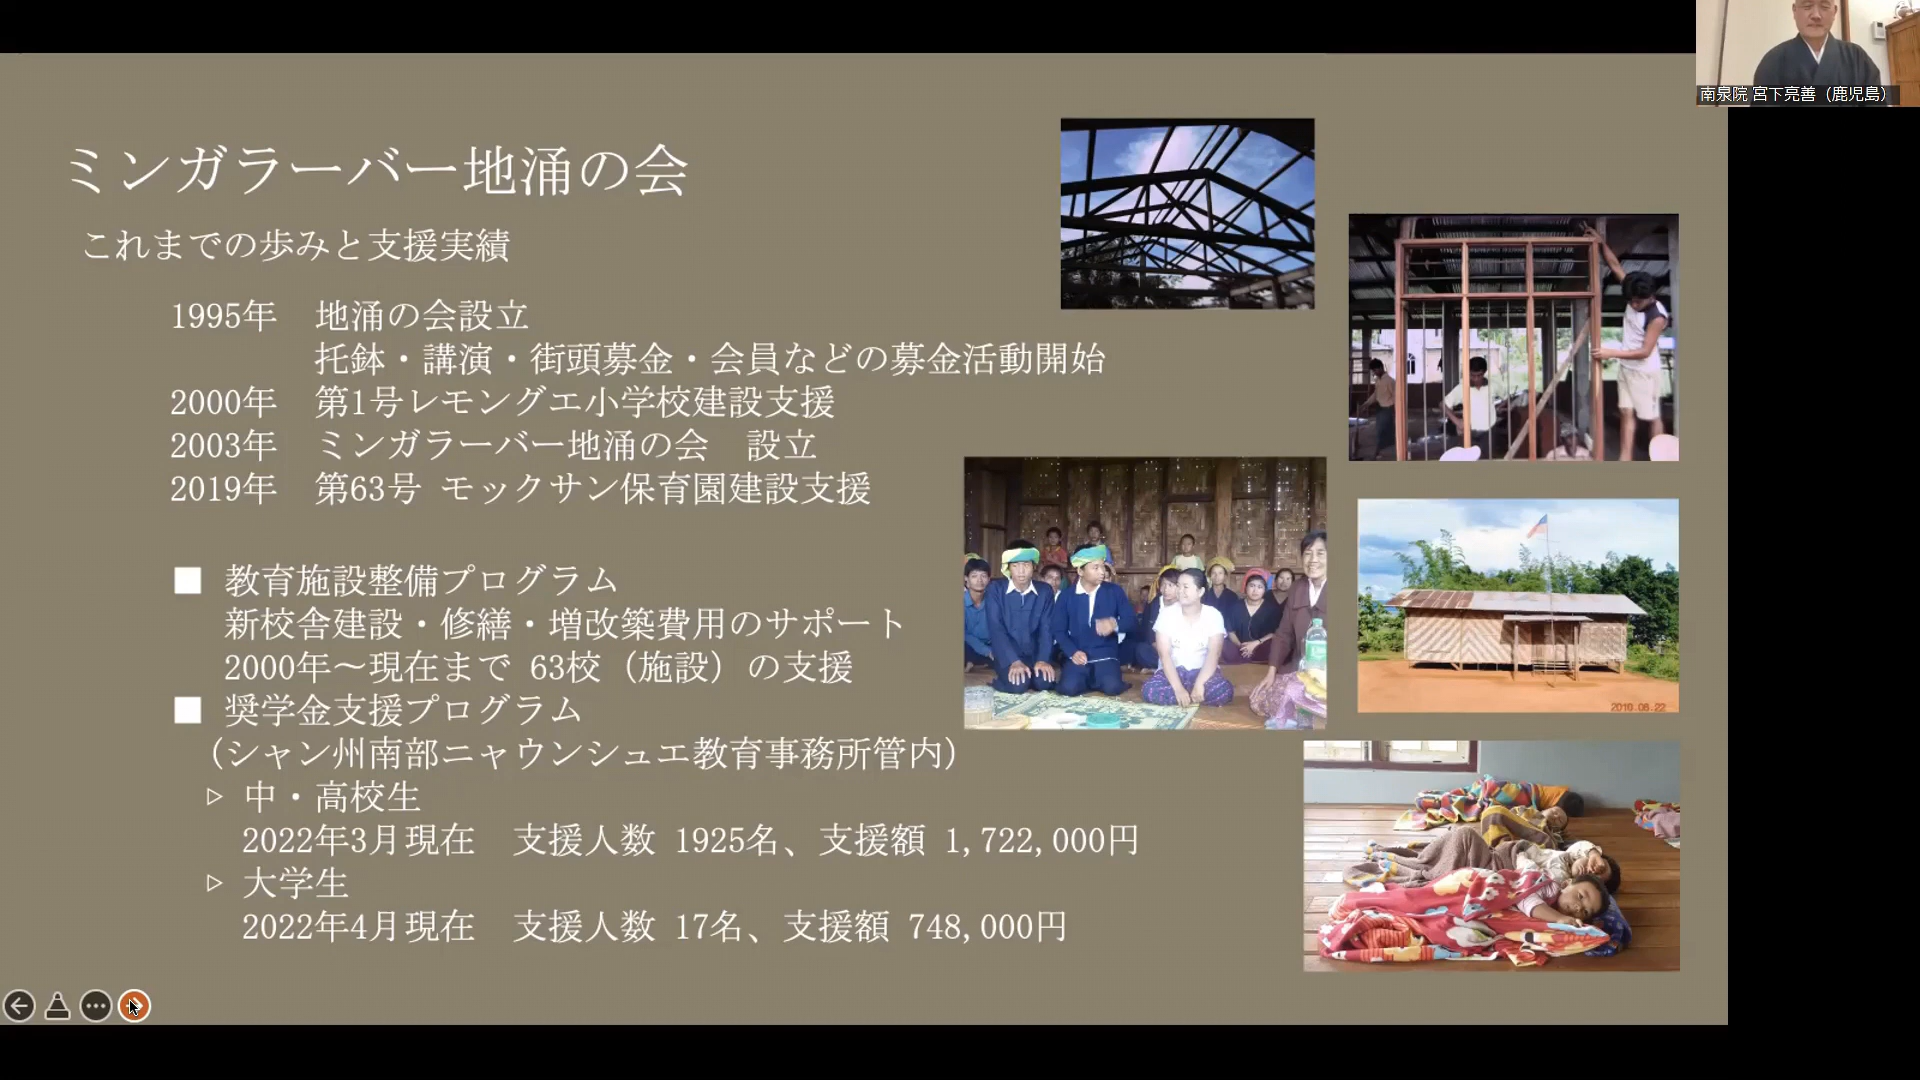 南泉院 宮下亮善（鹿児島）
ミンガラーバー地涌の会
これまでの歩みと支援実績
1995年　地涌の会設立
托鉢・講演・街頭募金・会員などの募金活動開始
2000年　第1号レモングエ小学校建設支援
2003年　ミンガラーバー地涌の会　設立
2019年　第63号 モックサン保育園建設支援
■ 教育施設整備プログラム
新校舎建設・修繕・増改築費用のサポート
2000年～現在まで 63校（施設）の支援
■ 奨学金支援プログラム
（シャン州南部ニャウンシュエ教育事務所管内）
▷ 中・高校生
2022年3月現在　支援人数 1925名、支援額 1,722,000円
▷ 大学生
2022年4月現在　支援人数 17名、支援額 748,000円
2010.06.22